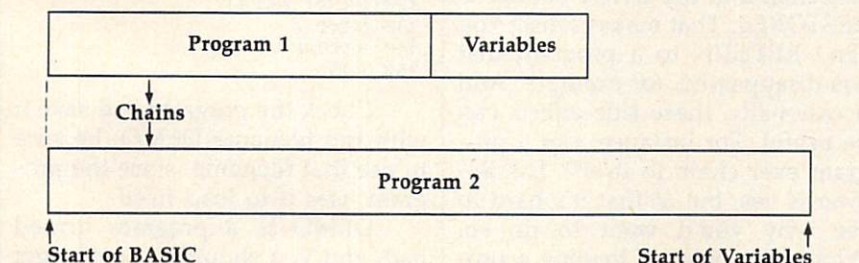 Program 1 Variables
Chains
Program 2
Start of BASIC Start of Variables